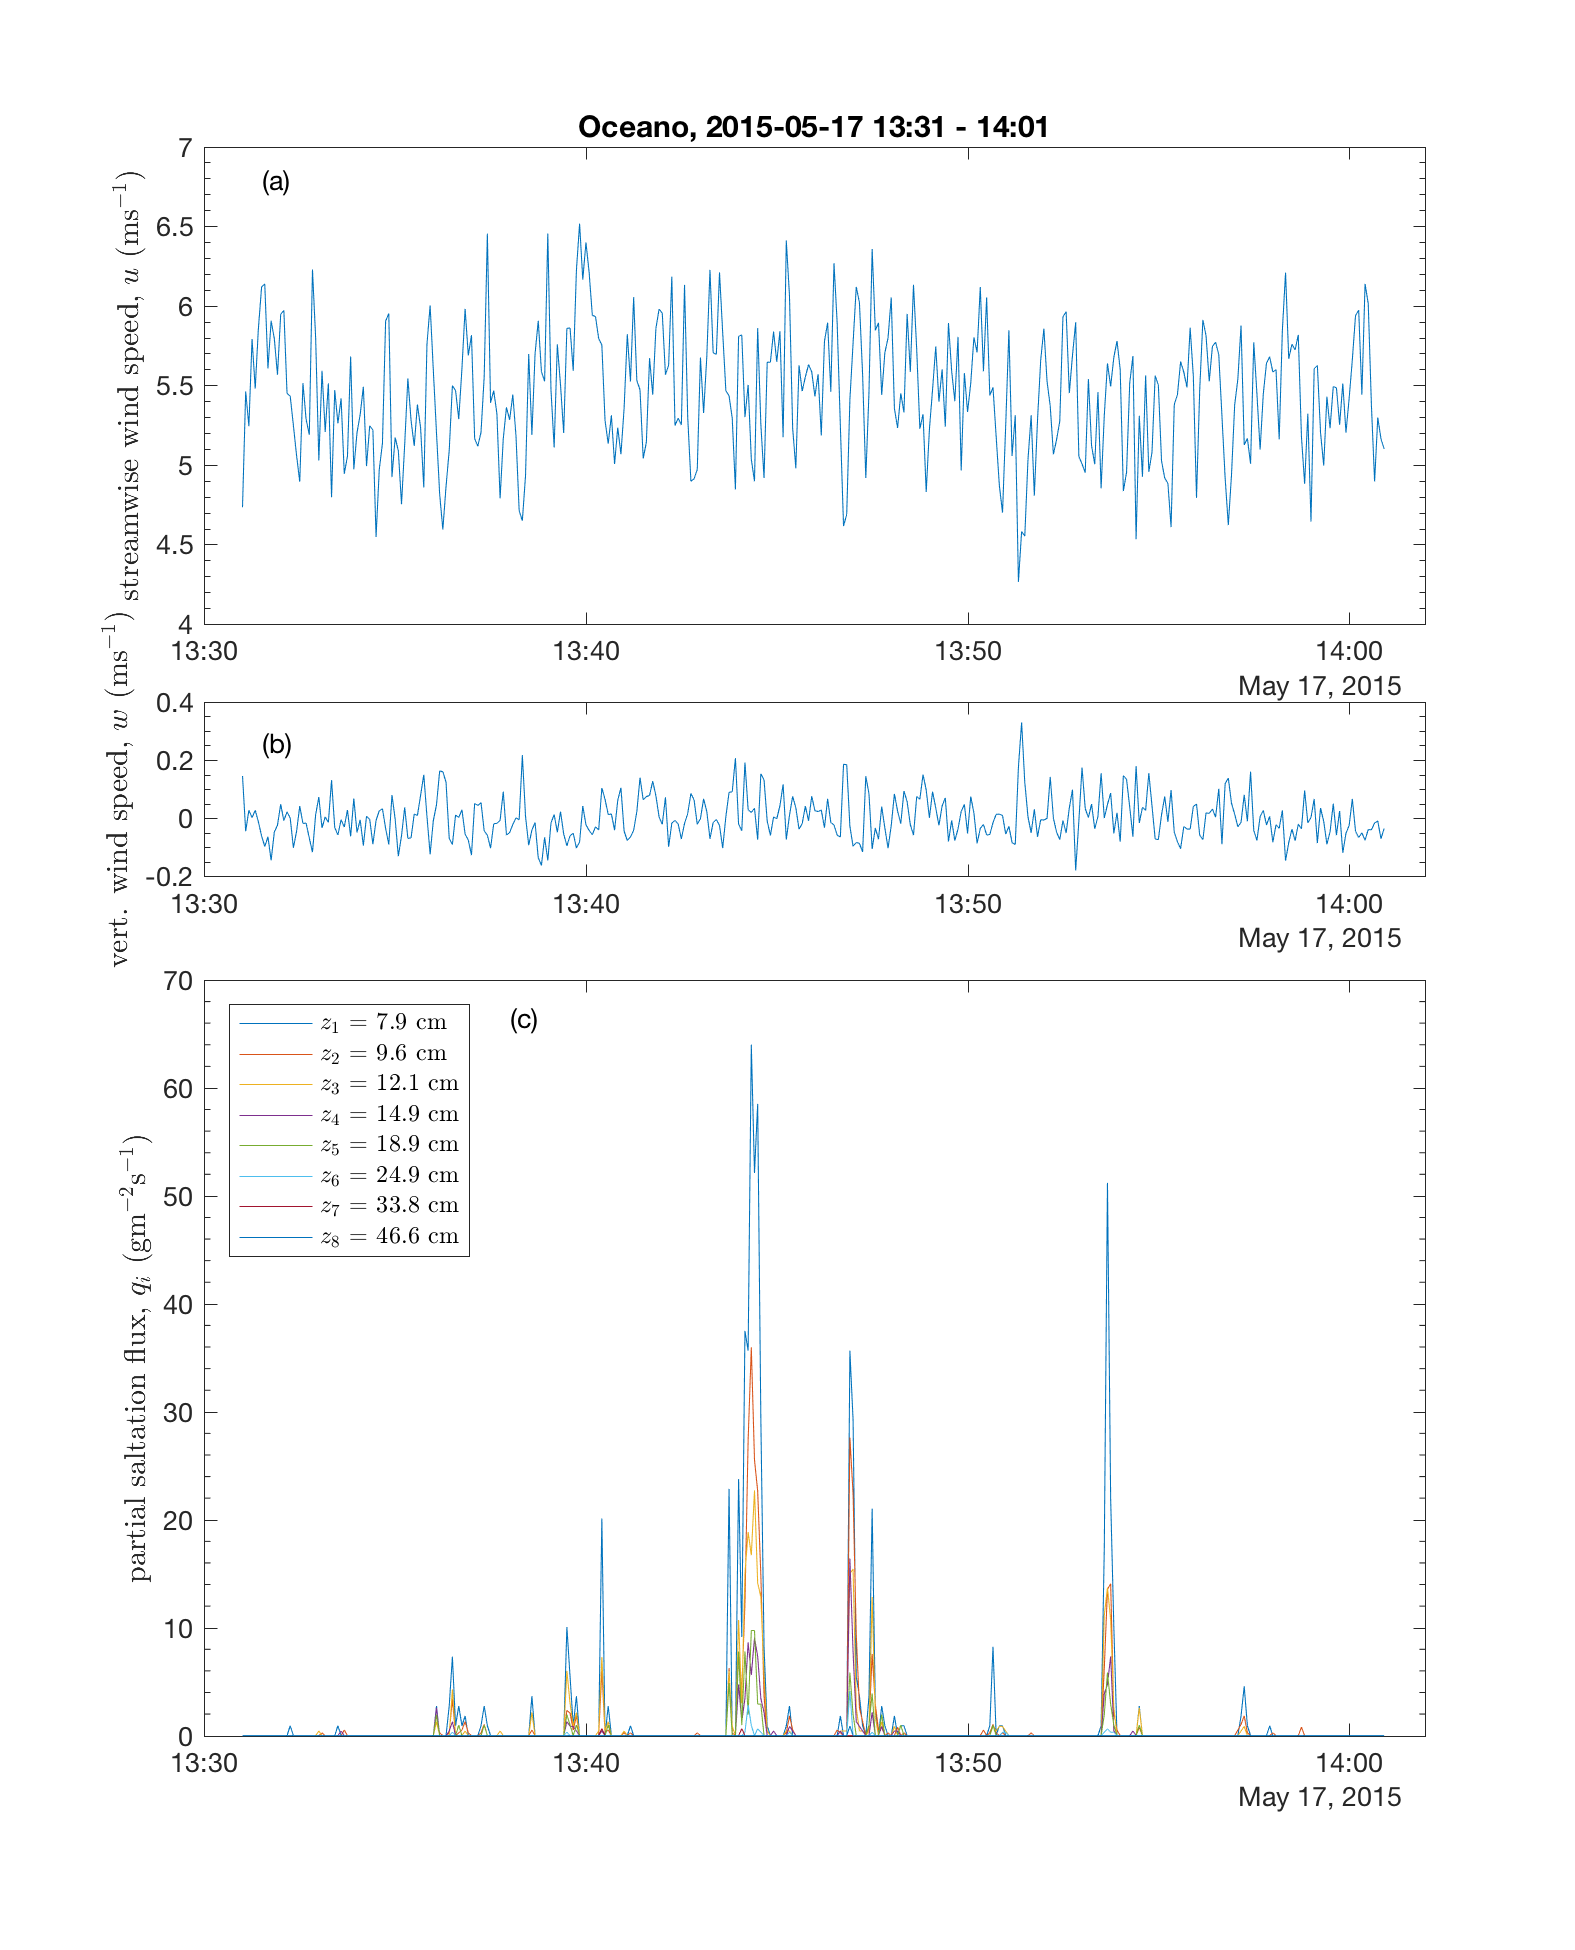 Oceano, 2015-05-17 13:31 - 14:01
(a)
streamwise wind speed, u (ms⁻¹)
7
6.5
6
5.5
5
4.5
4
13:30 13:40 13:50 14:00
May 17, 2015
(b)
vert. wind speed, w (ms⁻¹)
0.4
0.2
0
-0.2
13:30 13:40 13:50 14:00
May 17, 2015
(c)
partial saltation flux, qᵢ (gm⁻²s⁻¹)
70
60
50
40
30
20
10
0
z₁ = 7.9 cm
z₂ = 9.6 cm
z₃ = 12.1 cm
z₄ = 14.9 cm
z₅ = 18.9 cm
z₆ = 24.9 cm
z₇ = 33.8 cm
z₈ = 46.6 cm
13:30 13:40 13:50 14:00
May 17, 2015